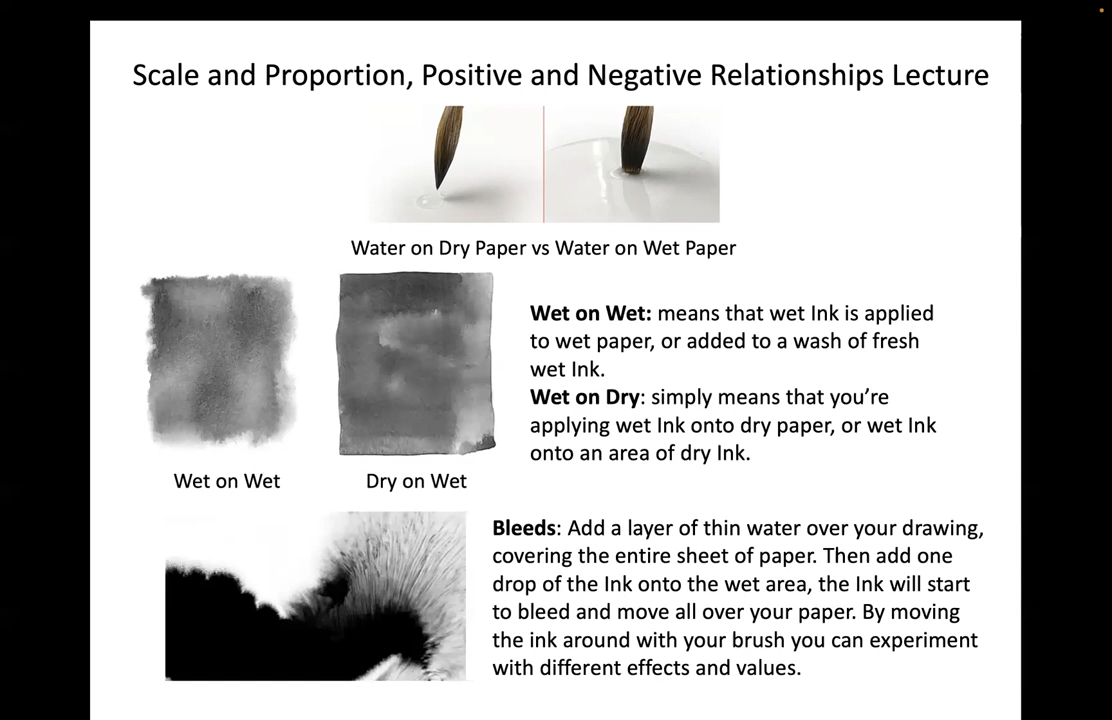 Scale and Proportion, Positive and Negative Relationships Lecture
Water on Dry Paper vs Water on Wet Paper
Wet on Wet: means that wet Ink is applied
to wet paper, or added to a wash of fresh
wet Ink.
Wet on Dry: simply means that you’re
applying wet Ink onto dry paper, or wet Ink
onto an area of dry Ink.
Wet on Wet
Dry on Wet
Bleeds: Add a layer of thin water over your drawing,
covering the entire sheet of paper. Then add one
drop of the Ink onto the wet area, the Ink will start
to bleed and move all over your paper. By moving
the ink around with your brush you can experiment
with different effects and values.